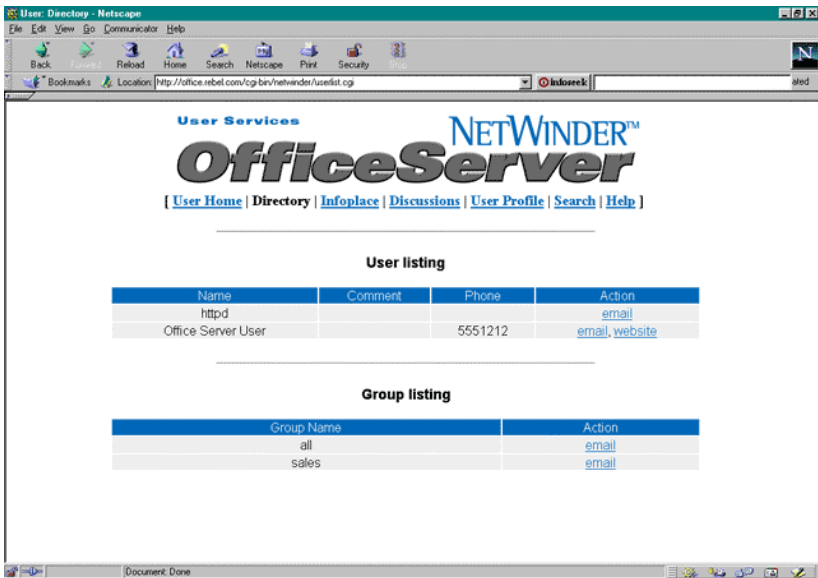 User: Directory - Netscape
File Edit View Go Communicator Help
Back Forward Reload Home Search Netscape Print Security Stop
Bookmarks Location: http://office.rebel.com/cgi-bin/netwinder/userlist.cgi Infoseek ated
User Services
NETWINDER™
OfficeServer
[ User Home | Directory | Infoplace | Discussions | User Profile | Search | Help ]
User listing
Name Comment Phone Action
httpd email
Office Server User 5551212 email, website
Group listing
Group Name Action
all email
sales email
Document: Done